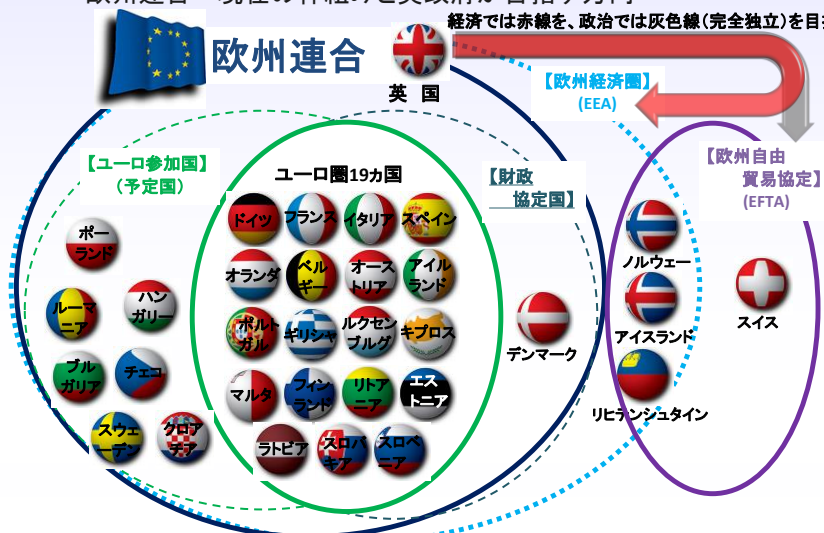 経済では赤線を、政治では灰色線(完全独立)を目
欧州連合
英 国
【欧州経済圏】
(EEA)
【ユーロ参加国】
(予定国)
ユーロ圏19ヵ国
【財政
協定国】
【欧州自由
貿易協定】
(EFTA)
ポー
ランド
ルーマ
ニア
ハン
ガリー
ブル
ガリア
チェコ
スウェ
ーデン
クロア
チア
ドイツ
フランス
イタリア
スペイン
オランダ
ベル
ギー
オース
トリア
アイル
ランド
ポルト
ガル
ギリシャ
ルクセン
ブルグ
キプロス
マルタ
フィン
ランド
リト
ニア
エス
トニア
ラトビア
スロバ
キア
スロベ
ニア
デンマーク
ノルウェー
アイスランド
リヒテンシュタイン
スイス